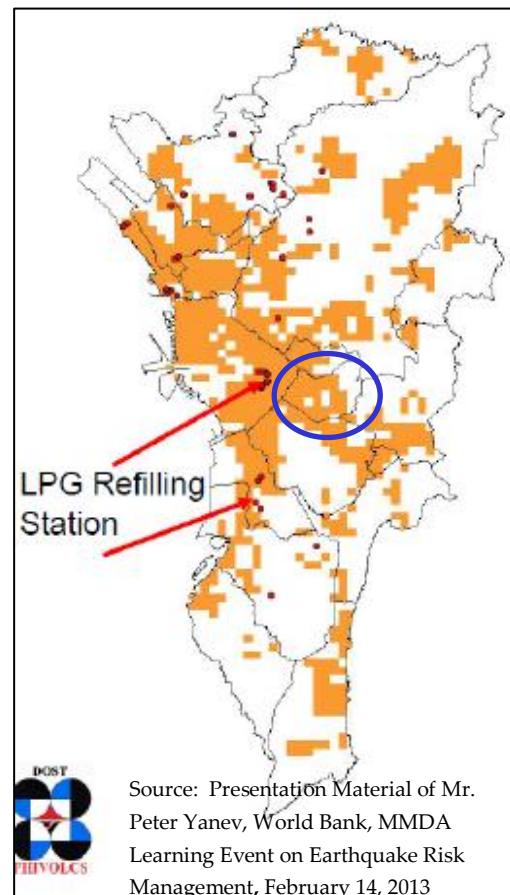 LPG Refilling
Station
DOST
PHIVOLCS
Source: Presentation Material of Mr.
Peter Yanev, World Bank, MMDA
Learning Event on Earthquake Risk
Management, February 14, 2013